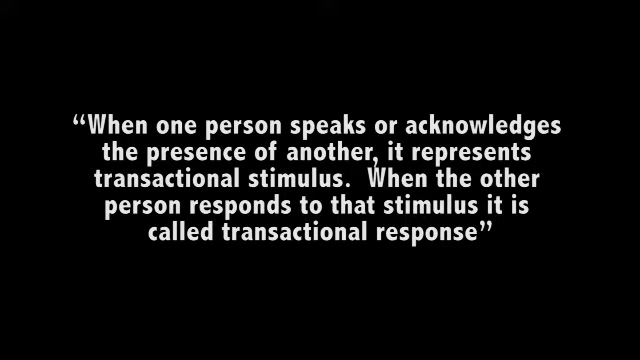 “When one person speaks or acknowledges
the presence of another, it represents
transactional stimulus.  When the other
person responds to that stimulus it is
called transactional response”